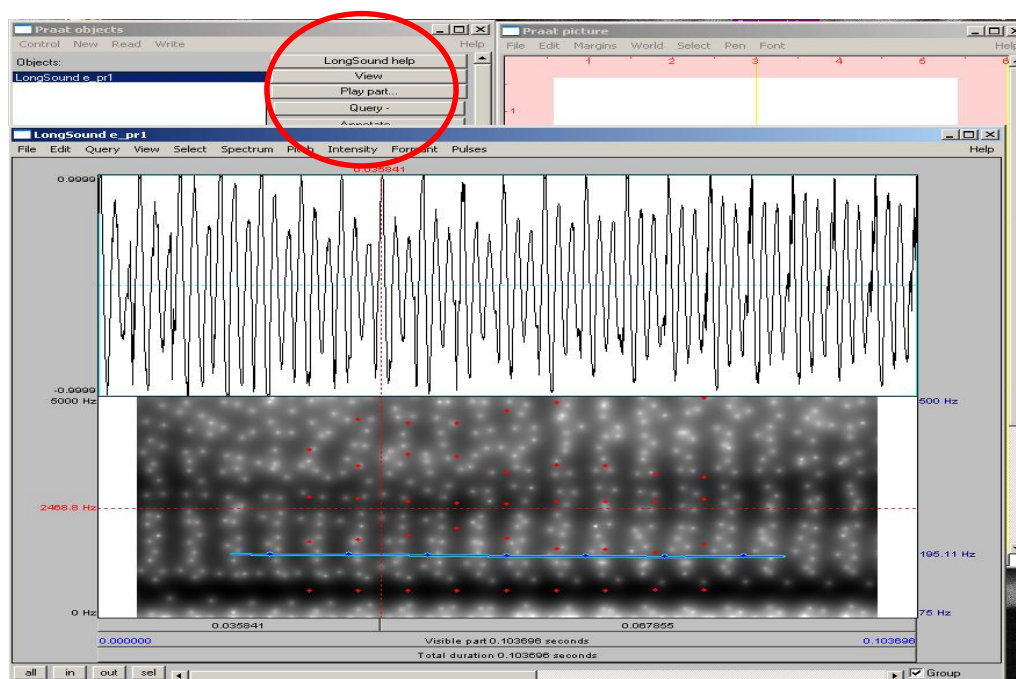 Praat objects
Control New Read Write Help
Objects:
LongSound e_pr1
LongSound help
View
Play part...
Query -
Annotate
Praat picture
File Edit Margins World Select Pen Font Help
1 2 3 4 5 6
1
LongSound e_pr1
File Edit Query View Select Spectrum Pitch Intensity Formant Pulses Help
0.035841
0.9999
-0.9999
5000 Hz 500 Hz
2468.8 Hz
195.11 Hz
0 Hz 75 Hz
0.035841 0.067855
0.000000 Visible part 0.103696 seconds 0.103696
Total duration 0.103696 seconds
all in out sel Group